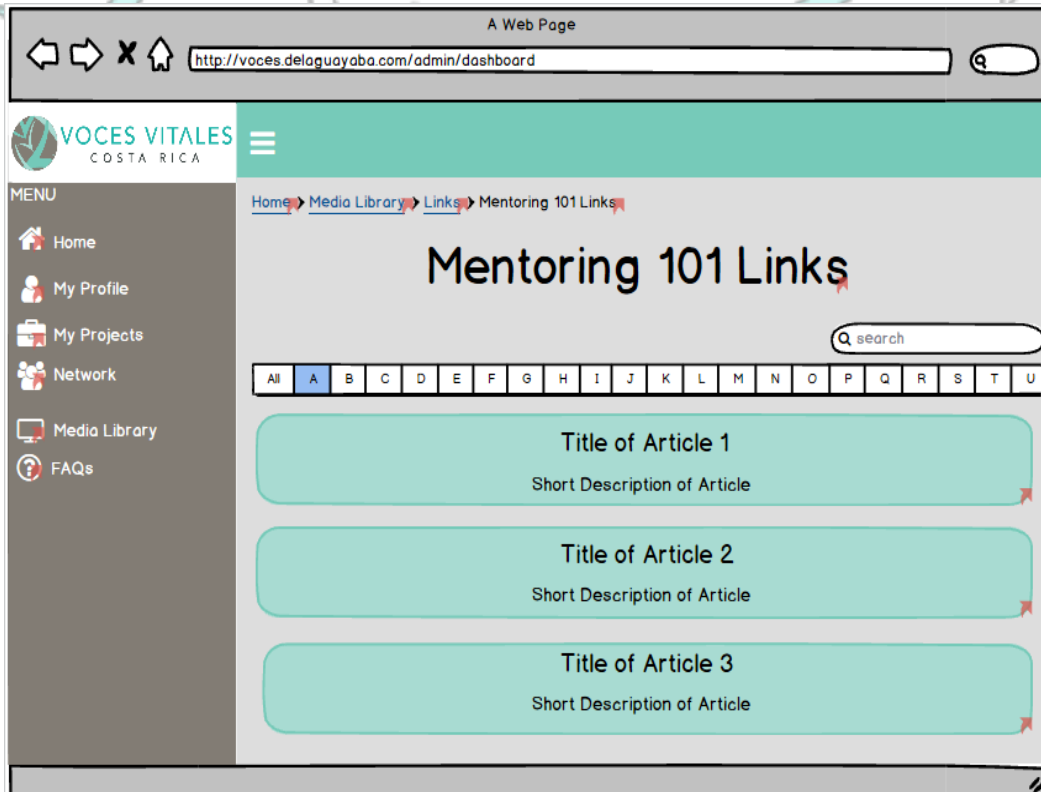 A Web Page
http://voces.delaguayaba.com/admin/dashboard
VOCES VITALES
COSTA RICA
MENU
Home
My Profile
My Projects
Network
Media Library
FAQs
Home Media Library Links Mentoring 101 Links
Mentoring 101 Links
search
All A B C D E F G H I J K L M N O P Q R S T U
Title of Article 1
Short Description of Article
Title of Article 2
Short Description of Article
Title of Article 3
Short Description of Article